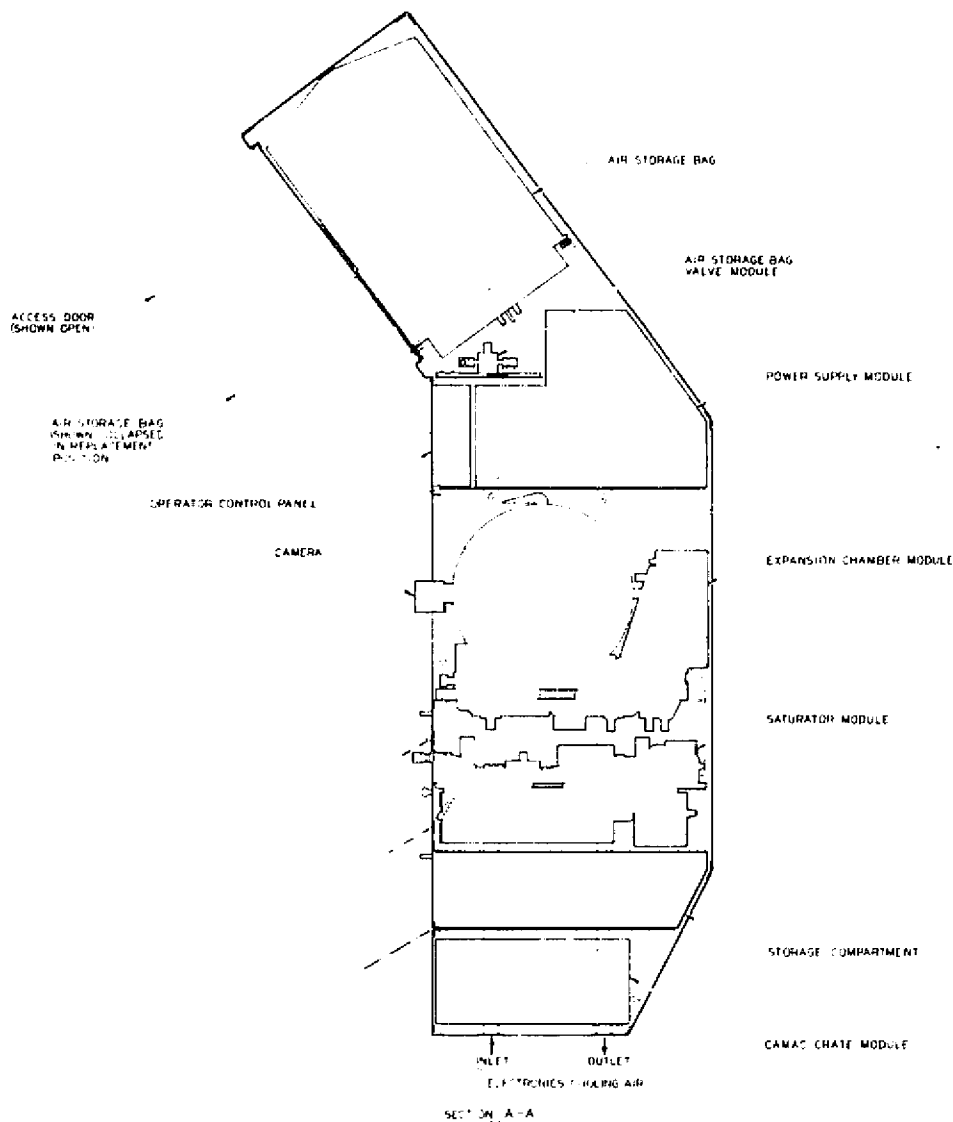 AIR STORAGE BAG
AIR STORAGE BAG
VALVE MODULE
ACCESS DOOR
(SHOWN OPEN)
POWER SUPPLY MODULE
AIR STORAGE BAG
(SHOWN COLLAPSED
IN REPLACEMENT
POSITION
OPERATOR CONTROL PANEL
CAMERA
EXPANSION CHAMBER MODULE
SATURATOR MODULE
STORAGE COMPARTMENT
CAMAC CRATE MODULE
INLET
OUTLET
ELECTRONICS COOLING AIR
SECTION A-A